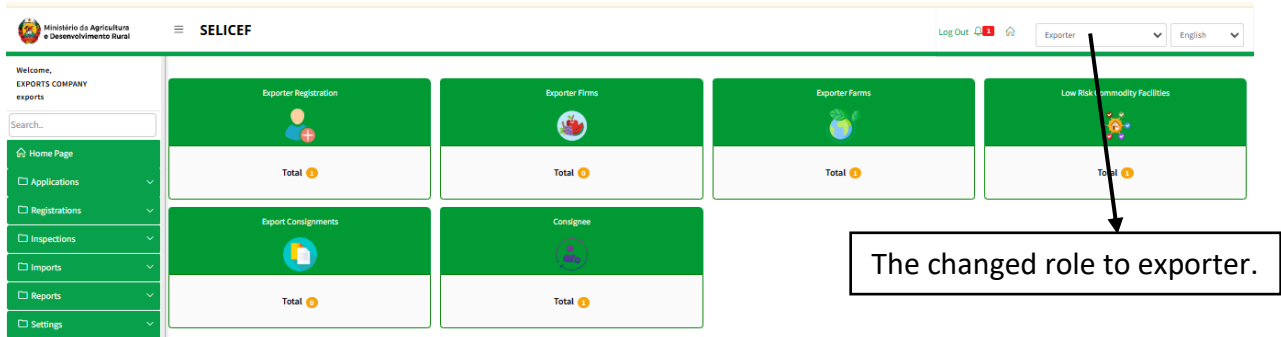 Ministério da Agricultura
e Desenvolvimento Rural
SELICEF
Log Out
1
Exporter
English
Welcome,
EXPORTS COMPANY
exports
Search..
Home Page
Applications
Registrations
Inspections
Imports
Reports
Settings
Exporter Registration
Total 1
Exporter Firms
Total 0
Exporter Farms
Total 1
Low Risk Commodity Facilities
Total 1
Export Consignments
Total 0
Consignee
Total 1
The changed role to exporter.